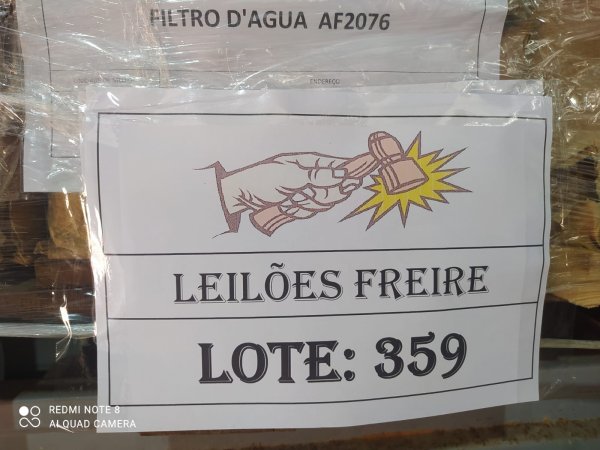 FILTRO D'AGUA AF2076
ENDEREÇO
LEILÕES FREIRE
LOTE: 359
REDMI NOTE 8
AI QUAD CAMERA